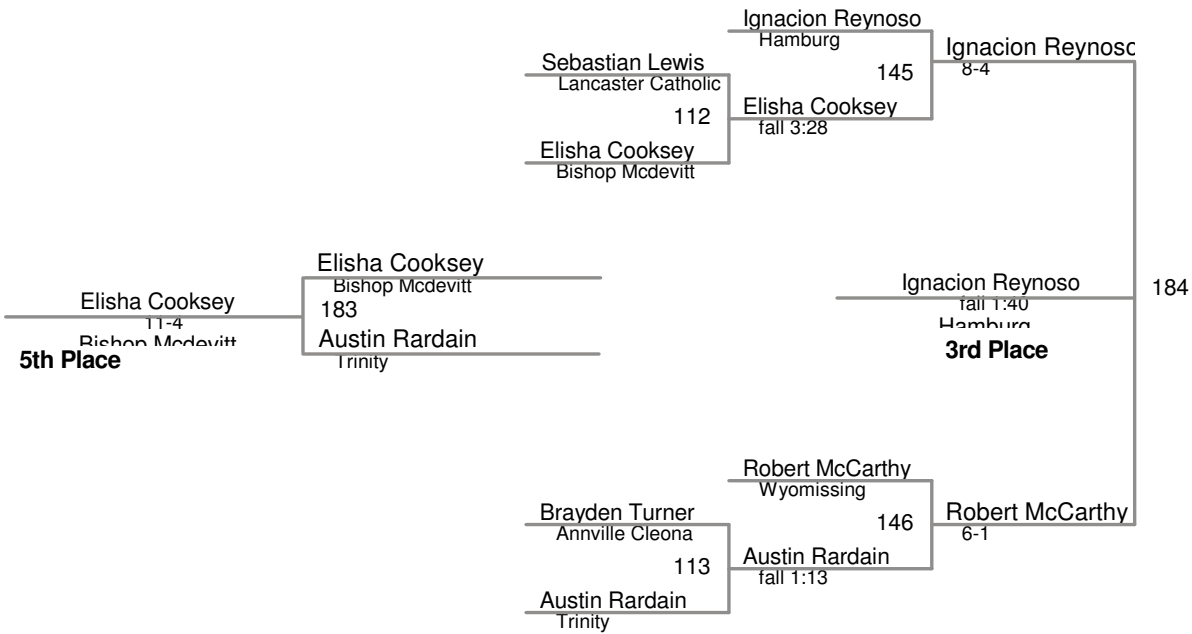 Ignacion Reynoso
Hamburg
Sebastian Lewis
Lancaster Catholic
145
Ignacion Reynoso
8-4
112
Elisha Cooksey
fall 3:28
Elisha Cooksey
Bishop Mcdevitt
Elisha Cooksey
Bishop Mcdevitt
Elisha Cooksey
11-4
Bishop Mcdevitt
5th Place
183
Austin Rardain
Trinity
Ignacion Reynoso
fall 1:40
Hamburg
3rd Place
184
Robert McCarthy
Wyomissing
Brayden Turner
Annville Cleona
146
Robert McCarthy
6-1
113
Austin Rardain
fall 1:13
Austin Rardain
Trinity